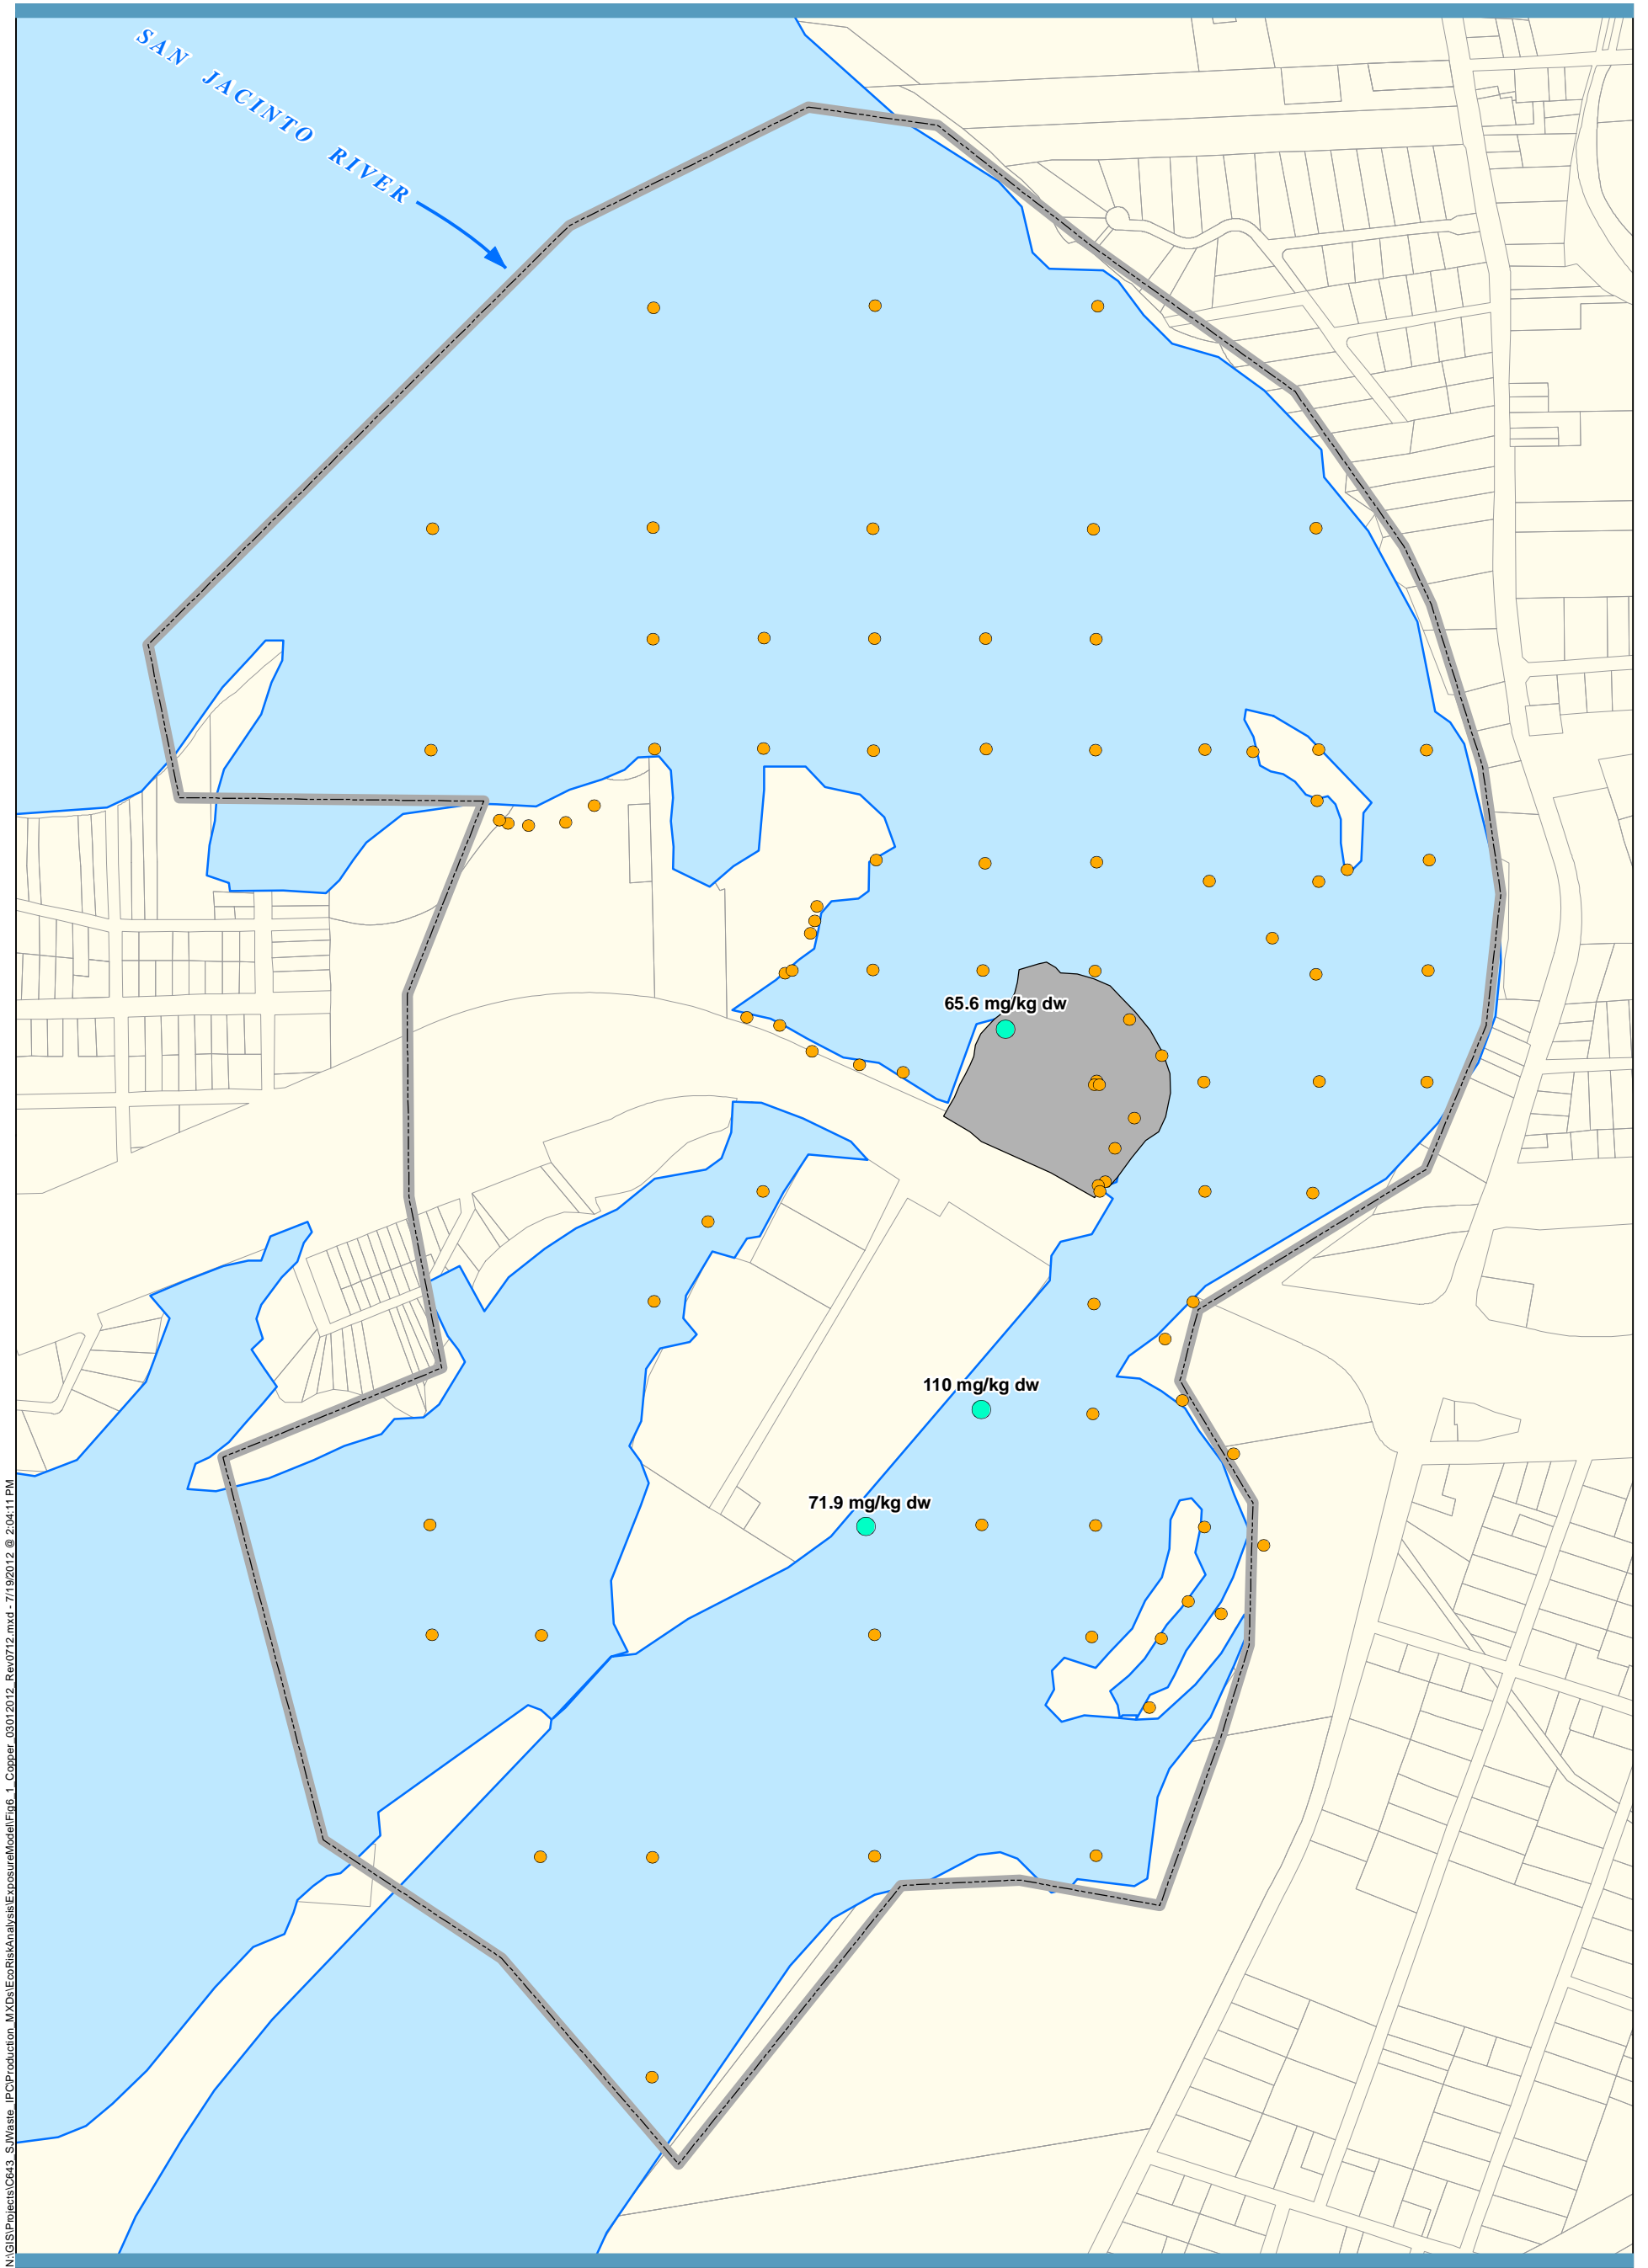 SAN JACINTO RIVER
65.6 mg/kg dw
110 mg/kg dw
71.9 mg/kg dw
N:\GIS\Projects\C643_SJWaste_IPC\Production_MXDs\EcoRiskAnalysis\ExposureModel\Fig6_1_Copper_03012012_Rev0712.mxd - 7/19/2012 @ 2:04:11 PM